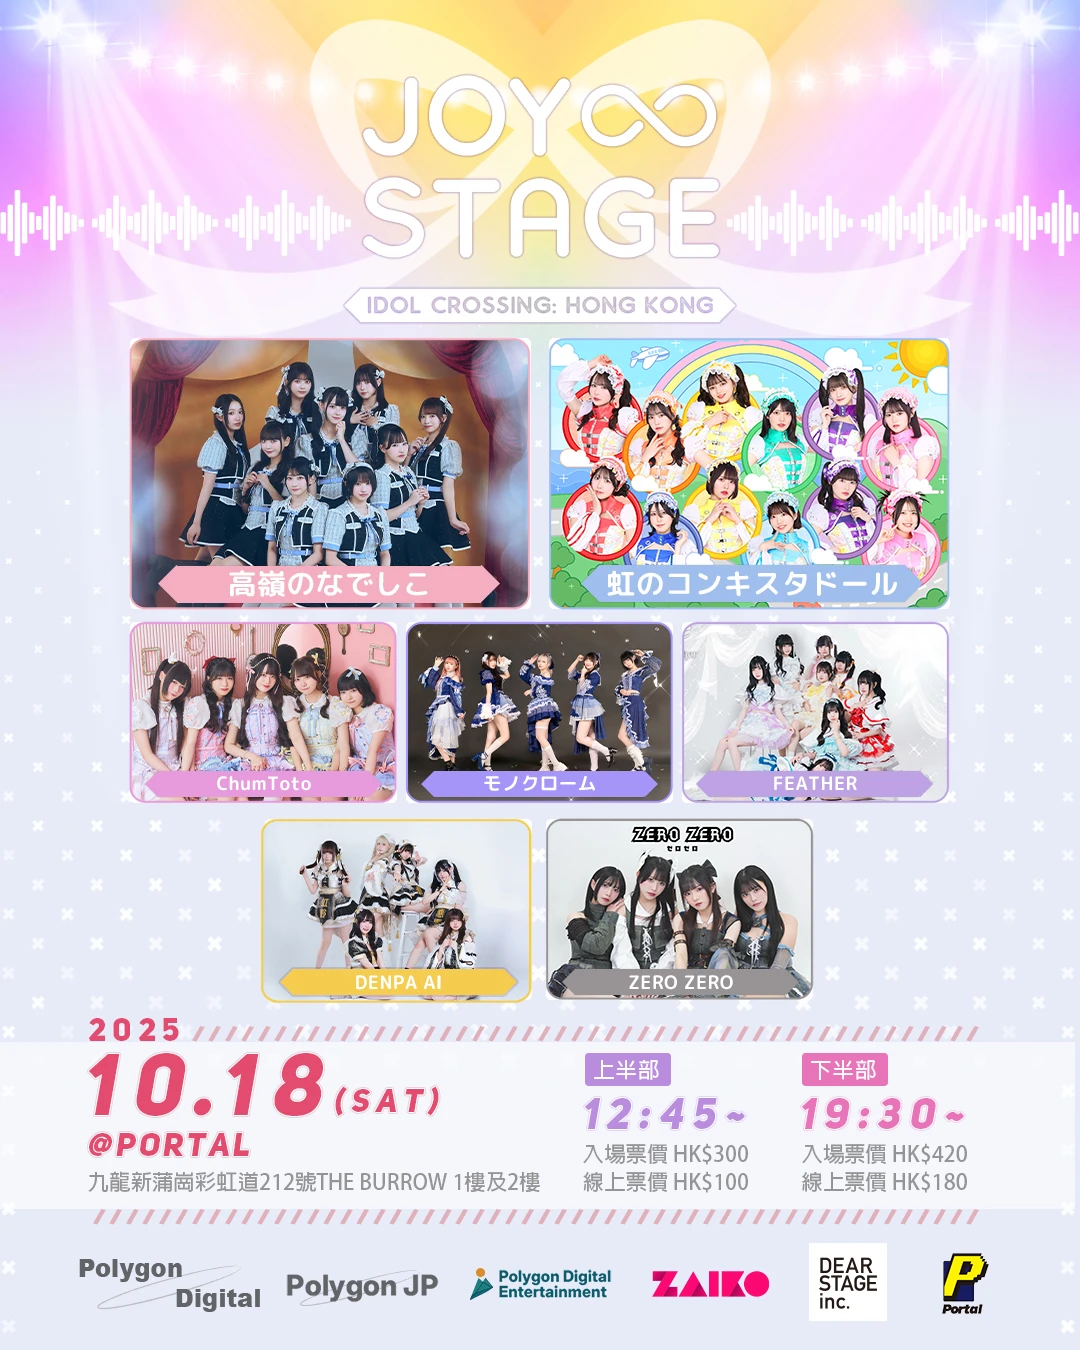 JOY∞
STAGE
IDOL CROSSING: HONG KONG
高嶺のなでしこ
虹のコンキスタドール
ChumToto
モノクローム
FEATHER
ZERO ZERO
ゼロゼロ
DENPA AI
ZERO ZERO
2025
10.18 (SAT)
@PORTAL
九龍新蒲崗彩虹道212號THE BURROW 1樓及2樓
上半部
12:45~
入場票價 HK$300
線上票價 HK$100
下半部
19:30~
入場票價 HK$420
線上票價 HK$180
Polygon
Digital
Polygon JP
Polygon Digital
Entertainment
ZAIKO
DEAR
STAGE
inc.
P
Portal